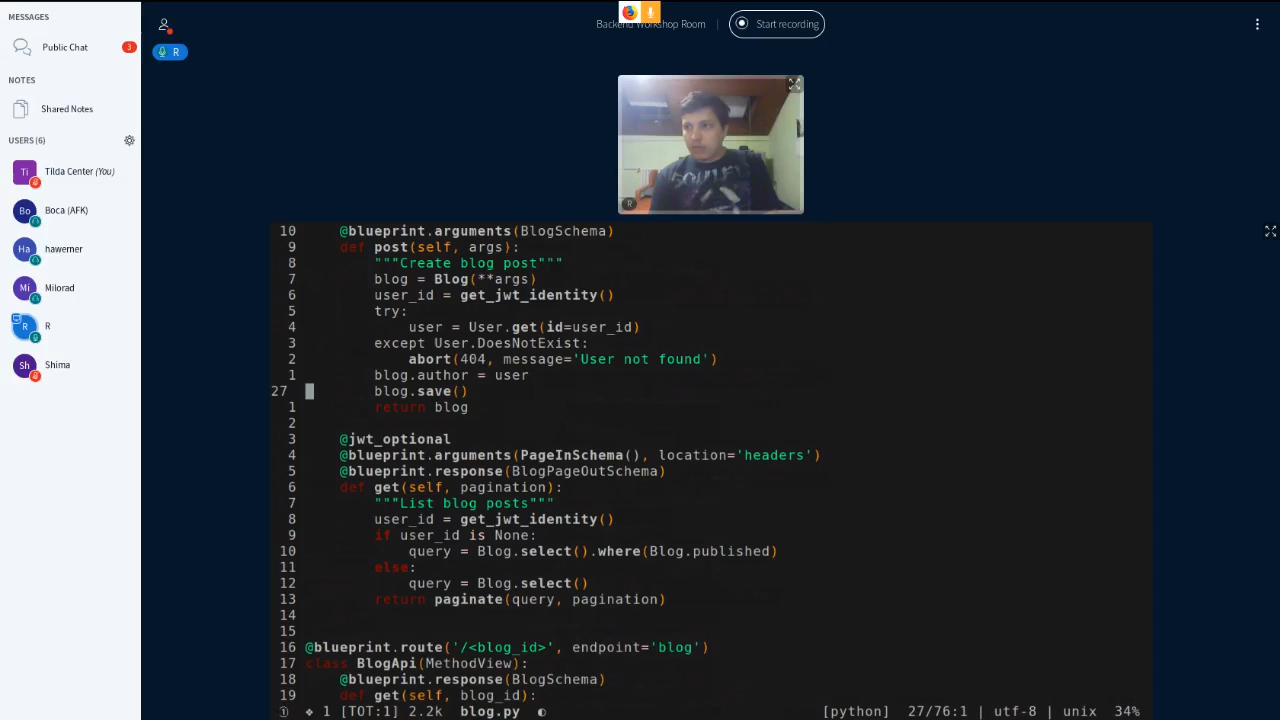 MESSAGES
Public Chat
3
NOTES
Shared Notes
USERS (6)
Ti
Tilda Center (You)
Bo
Boca (AFK)
Ha
hawerner
Mi
Milorad
R
R
Sh
Shima
Backend Workshop Room
Start recording
R
R
10 @blueprint.arguments(BlogSchema)
9 def post(self, args):
8 """Create blog post"""
7 blog = Blog(**args)
6 user_id = get_jwt_identity()
5 try:
4 user = User.get(id=user_id)
3 except User.DoesNotExist:
2 abort(404, message='User not found')
1 blog.author = user
27 blog.save()
1 return blog
2
3 @jwt_optional
4 @blueprint.arguments(PageInSchema(), location='headers')
5 @blueprint.response(BlogPageOutSchema)
6 def get(self, pagination):
7 """List blog posts"""
8 user_id = get_jwt_identity()
9 if user_id is None:
10 query = Blog.select().where(Blog.published)
11 else:
12 query = Blog.select()
13 return paginate(query, pagination)
14
15
16 @blueprint.route('/<blog_id>', endpoint='blog')
17 class BlogApi(MethodView):
18 @blueprint.response(BlogSchema)
19 def get(self, blog_id):
① ❖ 1 [TOT:1] 2.2k blog.py ◐ [python] 27/76:1 | utf-8 | unix 34%